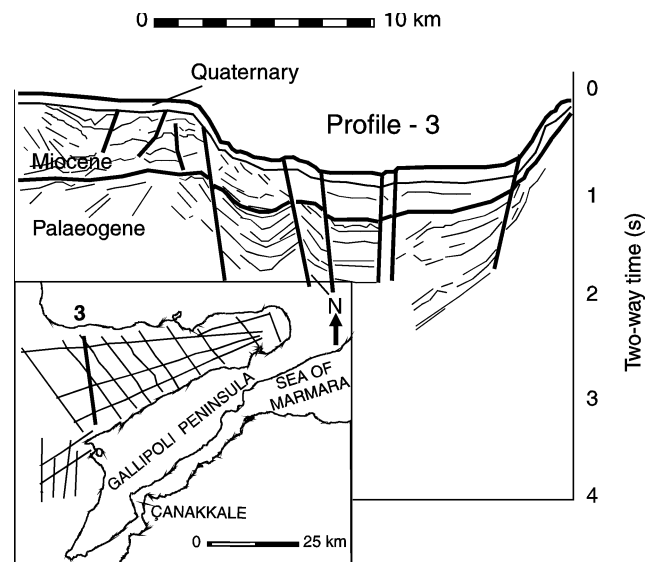 0 10 km
Quaternary
0
Profile - 3
Miocene
1
Palaeogene
2
N
3
SEA OF
MARMARA
GALLIPOLI PENINSULA
3
ÇANAKKALE
4
0 25 km
Two-way time (s)